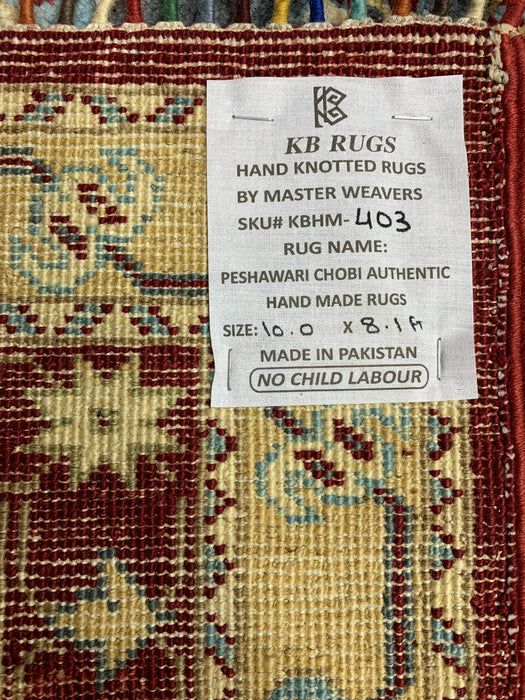 KB
KB RUGS
HAND KNOTTED RUGS
BY MASTER WEAVERS
SKU# KBHM-403
RUG NAME:
PESHAWARI CHOBI AUTHENTIC
HAND MADE RUGS
SIZE: 10.0 X 8.1 ft
MADE IN PAKISTAN
NO CHILD LABOUR